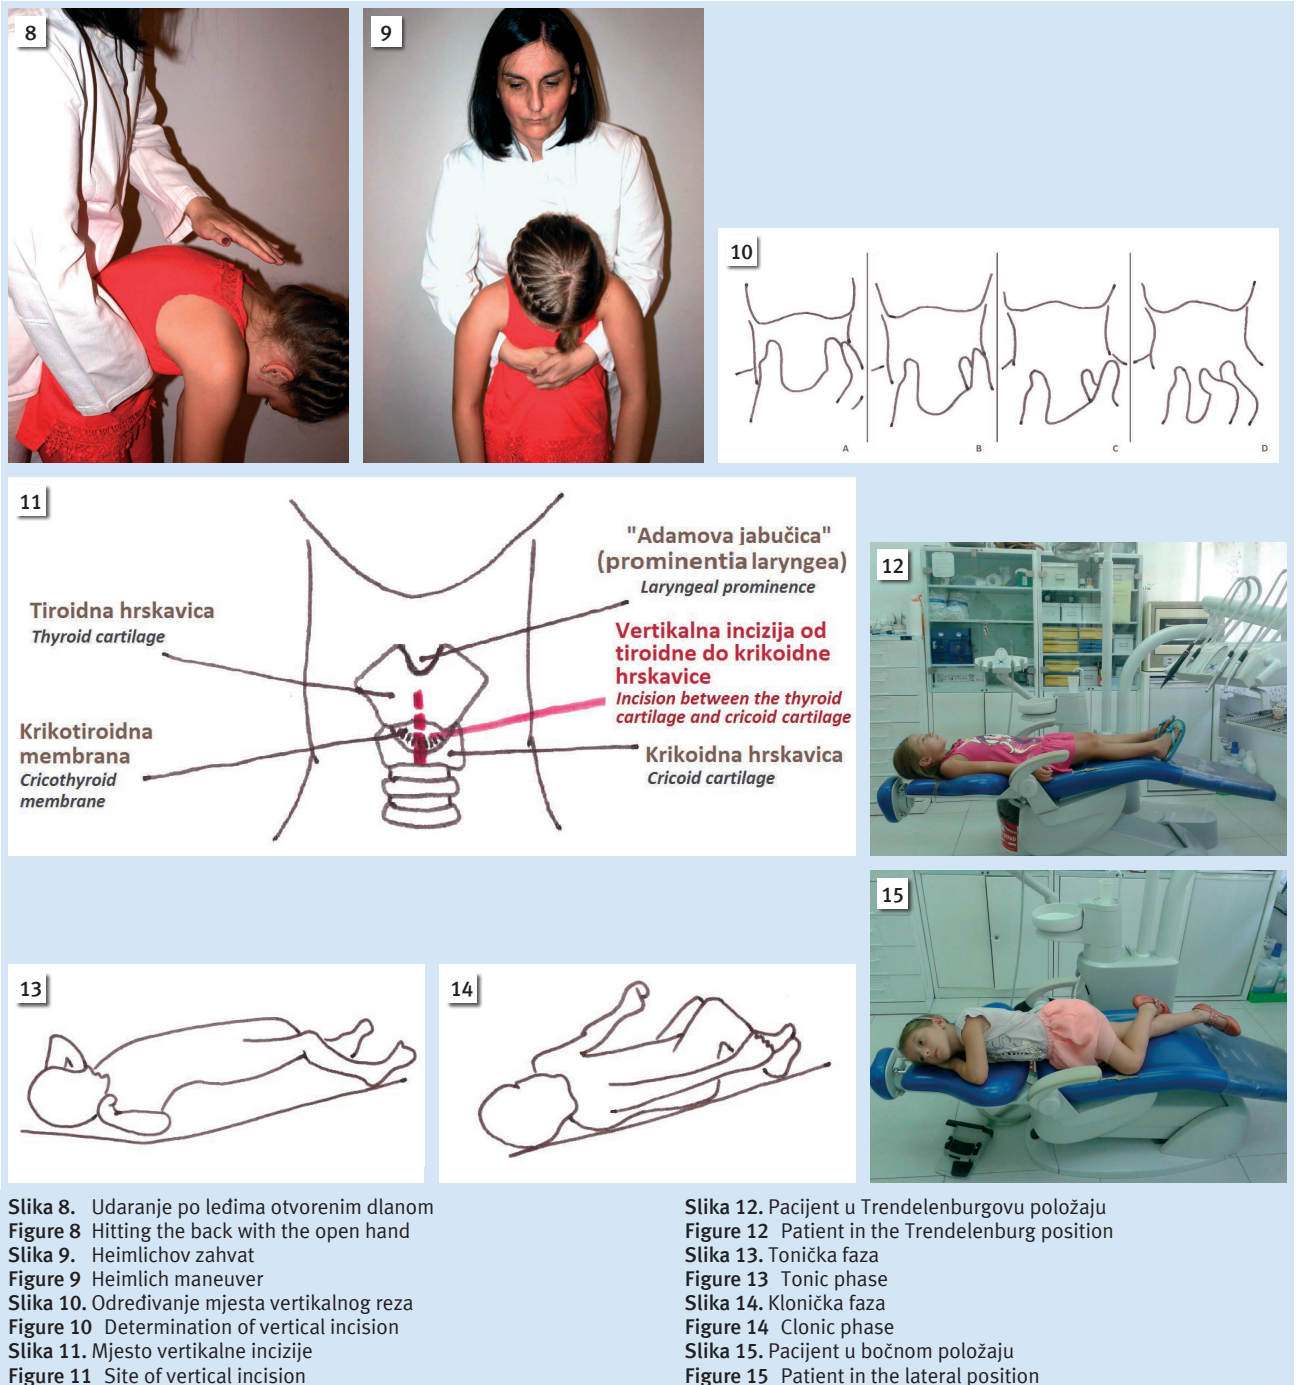 8
9
10
A
B
C
D
11
"Adamova jabučica"
(prominentia laryngea)
Laryngeal prominence
Tiroidna hrskavica
Thyroid cartilage
Vertikalna incizija od
tiroidne do krikoidne
hrskavice
Incision between the thyroid
cartilage and cricoid cartilage
Krikotiroidna
membrana
Cricothyroid
membrane
Krikoidna hrskavica
Cricoid cartilage
12
13
14
15
Slika 8. Udaranje po leđima otvorenim dlanom
Figure 8 Hitting the back with the open hand
Slika 9. Heimlichov zahvat
Figure 9 Heimlich maneuver
Slika 10. Određivanje mjesta vertikalnog reza
Figure 10 Determination of vertical incision
Slika 11. Mjesto vertikalne incizije
Figure 11 Site of vertical incision
Slika 12. Pacijent u Trendelenburgovu položaju
Figure 12 Patient in the Trendelenburg position
Slika 13. Tonička faza
Figure 13 Tonic phase
Slika 14. Klonička faza
Figure 14 Clonic phase
Slika 15. Pacijent u bočnom položaju
Figure 15 Patient in the lateral position